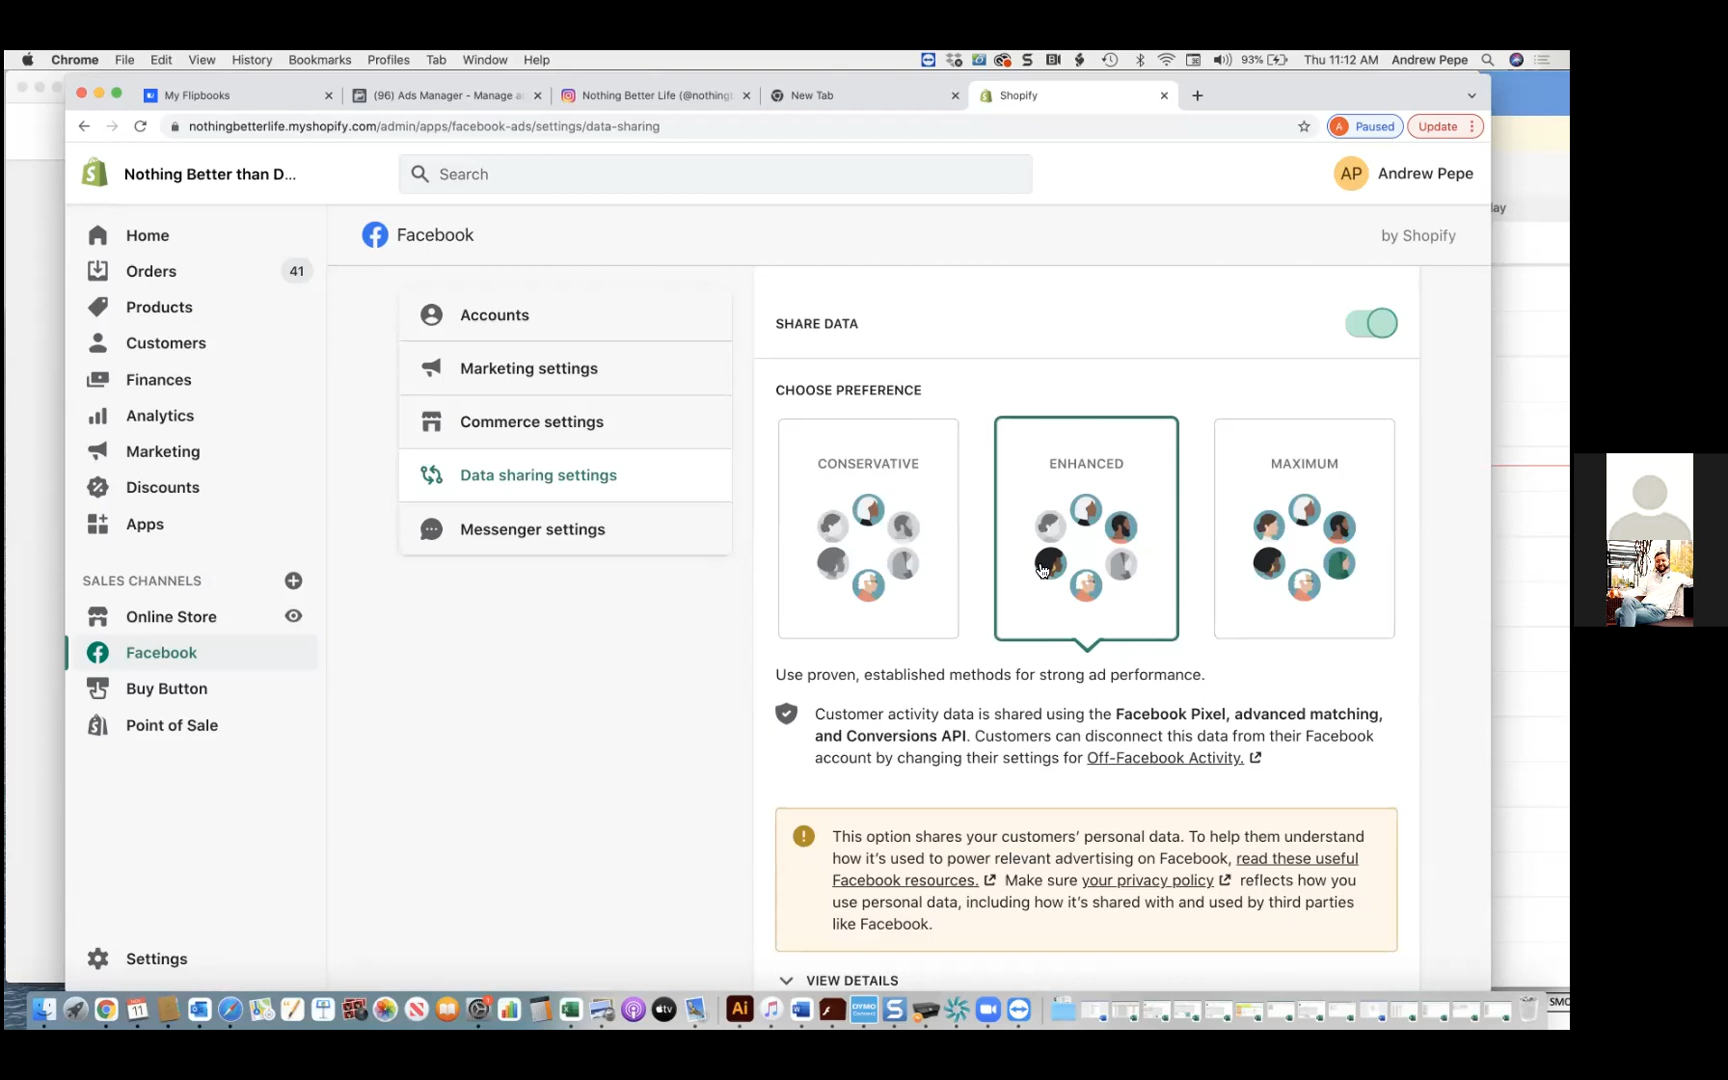 Chrome File Edit View History Bookmarks Profiles Tab Window Help 93% Thu 11:12 AM Andrew Pepe
My Flipbooks (96) Ads Manager - Manage a Nothing Better Life (@nothing New Tab Shopify
nothingbetterlife.myshopify.com/admin/apps/facebook-ads/settings/data-sharing A Paused Update
Nothing Better than D... Search AP Andrew Pepe
lay
Facebook by Shopify
Home
Orders 41
Products
Customers
Finances
Analytics
Marketing
Discounts
Apps
SALES CHANNELS
Online Store
Facebook
Buy Button
Point of Sale
Settings
Accounts
Marketing settings
Commerce settings
Data sharing settings
Messenger settings
SHARE DATA
CHOOSE PREFERENCE
CONSERVATIVE ENHANCED MAXIMUM
Use proven, established methods for strong ad performance.
Customer activity data is shared using the Facebook Pixel, advanced matching,
and Conversions API. Customers can disconnect this data from their Facebook
account by changing their settings for Off-Facebook Activity.
This option shares your customers' personal data. To help them understand
how it's used to power relevant advertising on Facebook, read these useful
Facebook resources. Make sure your privacy policy reflects how you
use personal data, including how it's shared with and used by third parties
like Facebook.
VIEW DETAILS
Ai
DYMO
SMO